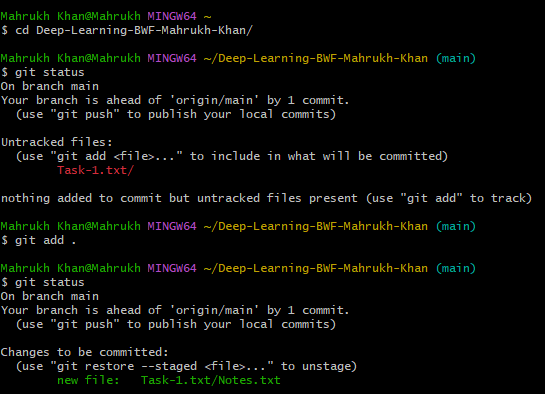 Mahrukh Khan@Mahrukh MINGW64 ~
$ cd Deep-Learning-BWF-Mahrukh-Khan/
Mahrukh Khan@Mahrukh MINGW64 ~/Deep-Learning-BWF-Mahrukh-Khan (main)
$ git status
On branch main
Your branch is ahead of 'origin/main' by 1 commit.
  (use "git push" to publish your local commits)
Untracked files:
  (use "git add <file>..." to include in what will be committed)
        Task-1.txt/
nothing added to commit but untracked files present (use "git add" to track)
Mahrukh Khan@Mahrukh MINGW64 ~/Deep-Learning-BWF-Mahrukh-Khan (main)
$ git add .
Mahrukh Khan@Mahrukh MINGW64 ~/Deep-Learning-BWF-Mahrukh-Khan (main)
$ git status
On branch main
Your branch is ahead of 'origin/main' by 1 commit.
  (use "git push" to publish your local commits)
Changes to be committed:
  (use "git restore --staged <file>..." to unstage)
        new file:   Task-1.txt/Notes.txt